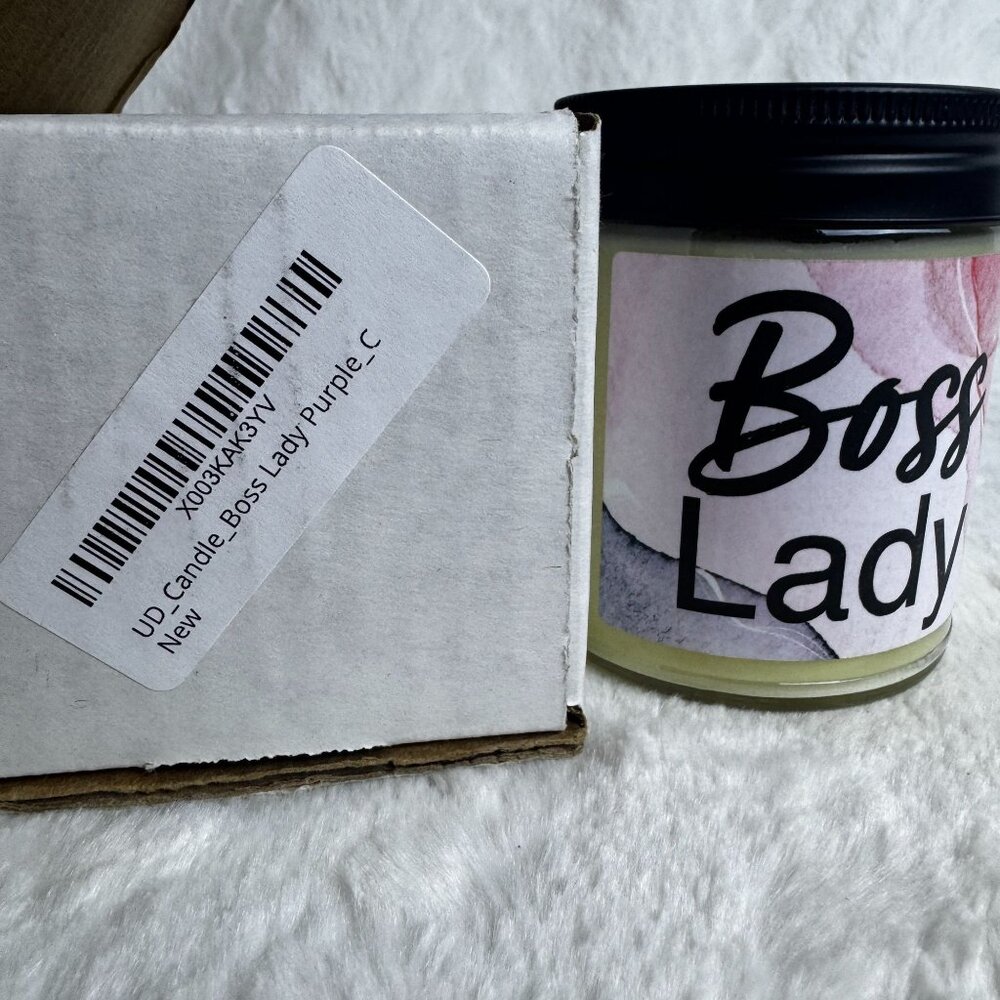 X003KAK3YV
UD_Candle_Boss Lady Purple_C
New
Boss
Lady